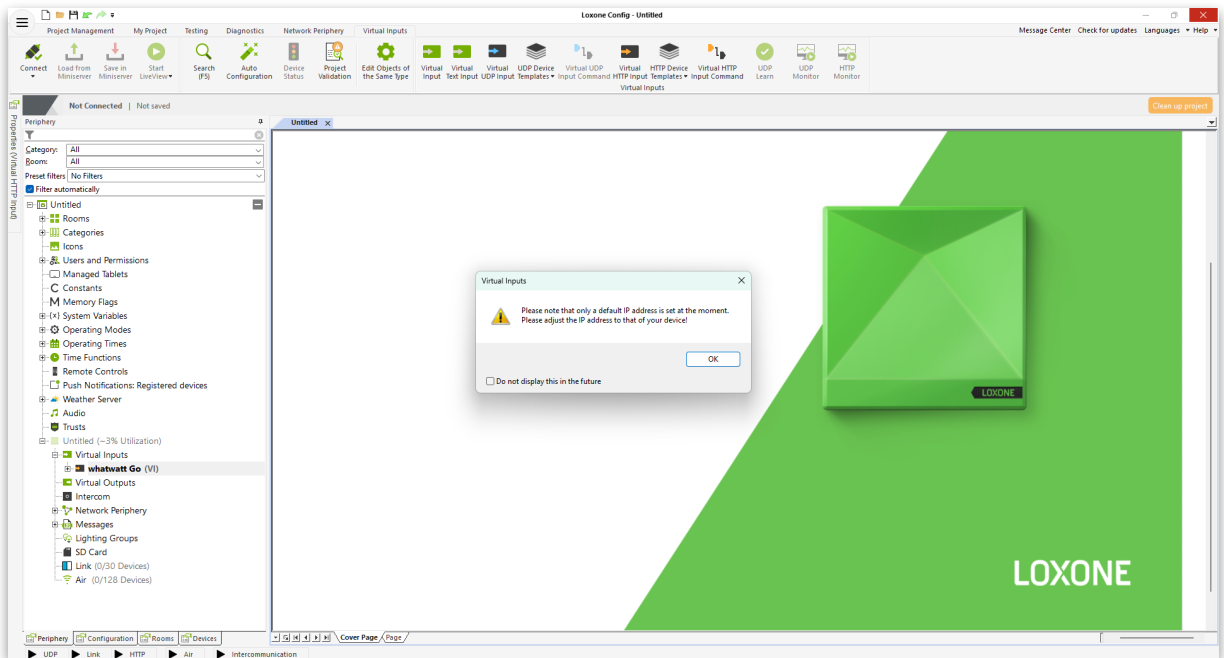 Loxone Config - Untitled
Project Management My Project Testing Diagnostics Network Periphery Virtual Inputs
Message Center Check for updates Languages Help
Connect
Load from Miniserver
Save in Miniserver
Start LiveView
Search (F5)
Auto Configuration
Device Status
Project Validation
Edit Objects of the Same Type
Virtual Input
Virtual Text Input
Virtual UDP Input
UDP Device Templates
Virtual UDP Input Command
Virtual HTTP Input
HTTP Device Templates
Virtual HTTP Input Command
UDP Learn
UDP Monitor
HTTP Monitor
Virtual Inputs
Not Connected | Not saved
Clean up project
Properties (Virtual HTTP Input)
Periphery
Untitled
Category: All
Room: All
Preset filters No Filters
Filter automatically
Untitled
Rooms
Categories
Icons
Users and Permissions
Managed Tablets
Constants
Memory Flags
System Variables
Operating Modes
Operating Times
Time Functions
Remote Controls
Push Notifications: Registered devices
Weather Server
Audio
Trusts
Untitled (~3% Utilization)
Virtual Inputs
whatwatt Go (VI)
Virtual Outputs
Intercom
Network Periphery
Messages
Lighting Groups
SD Card
Link (0/30 Devices)
Air (0/128 Devices)
Virtual Inputs
Please note that only a default IP address is set at the moment.
Please adjust the IP address to that of your device!
OK
Do not display this in the future
LOXONE
LOXONE
Periphery Configuration Rooms Devices
Cover Page Page
UDP Link HTTP Air Intercommunication